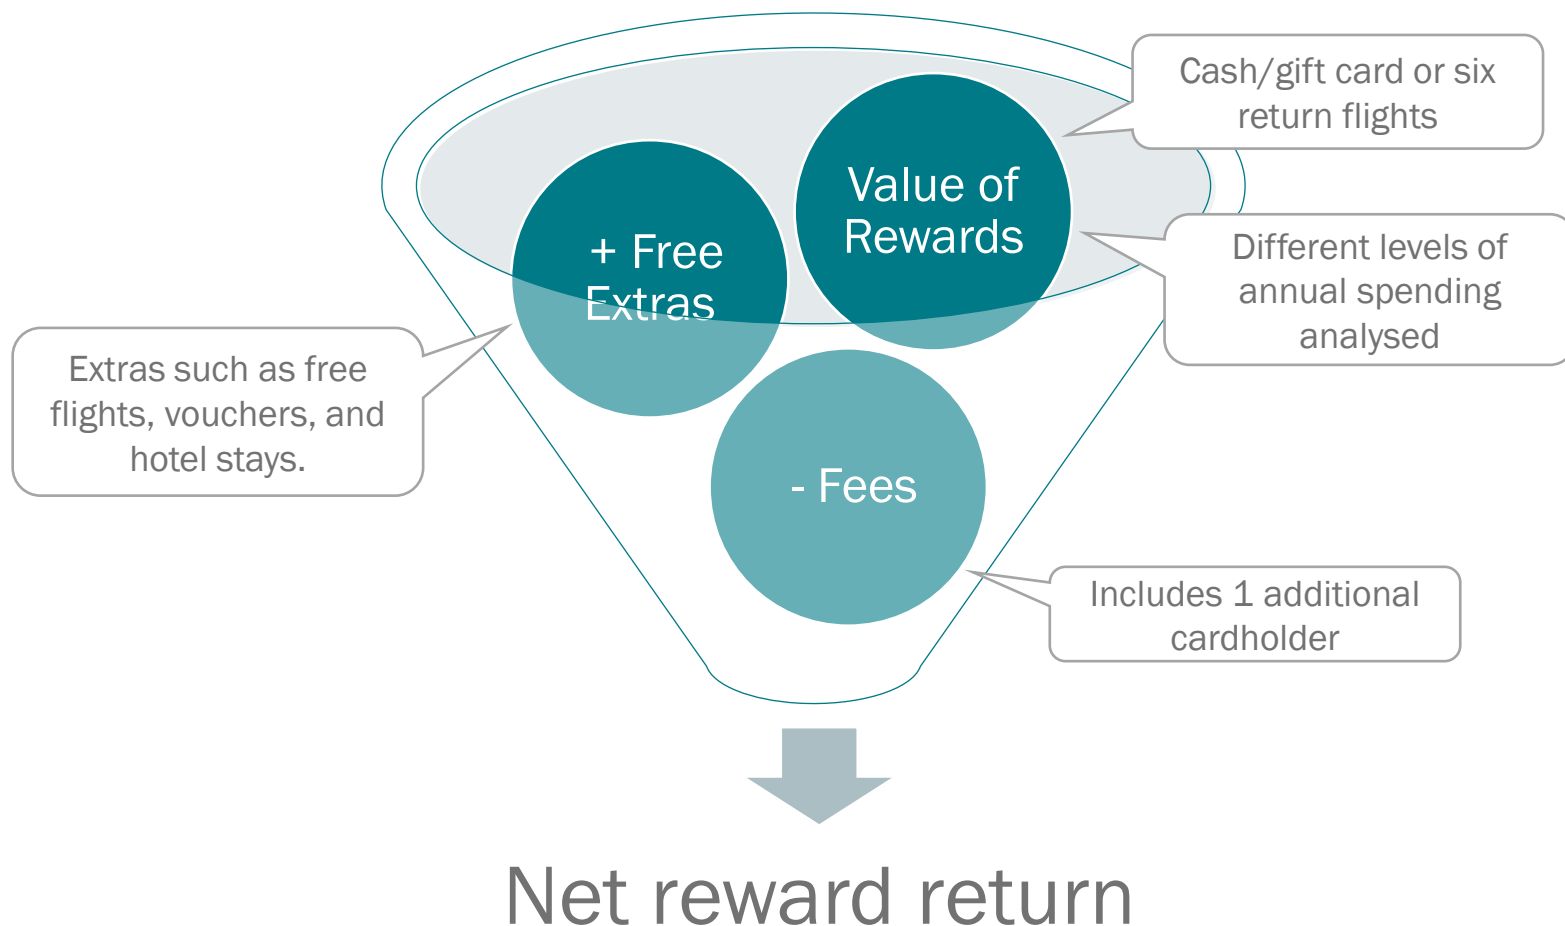 Cash/gift card or six
return flights
Value of
Rewards
+ Free
Extras
Different levels of
annual spending
analysed
Extras such as free
flights, vouchers, and
hotel stays.
- Fees
Includes 1 additional
cardholder
Net reward return